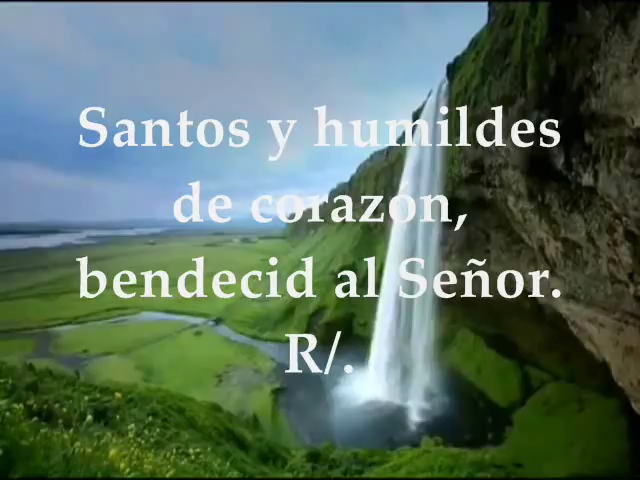 Santos y humildes
de corazón,
bendecid al Señor.
R/.